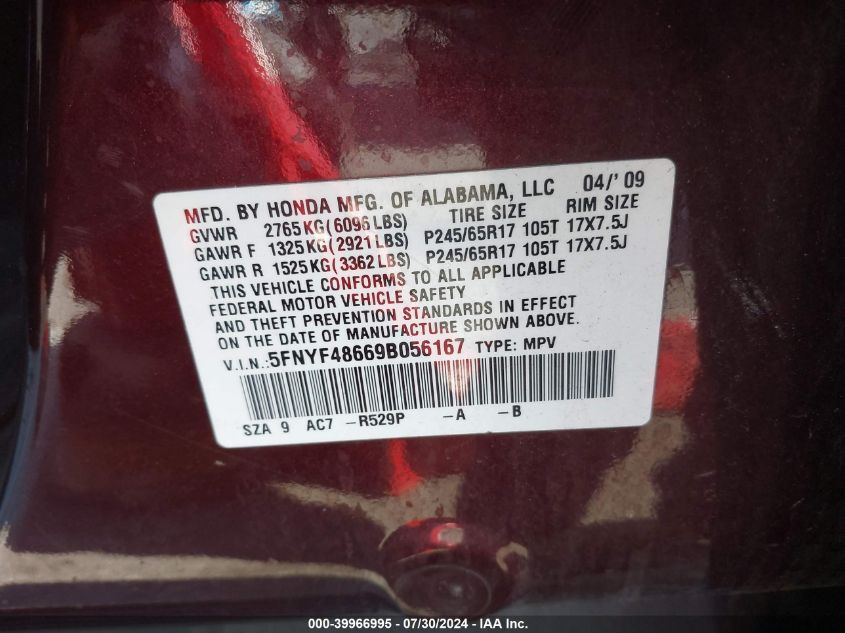 MFD. BY HONDA MFG. OF ALABAMA, LLC 04/'09
GVWR 2765KG(6096LBS) TIRE SIZE RIM SIZE
GAWR F 1325KG(2921LBS) P245/65R17 105T 17X7.5J
GAWR R 1525KG(3362LBS) P245/65R17 105T 17X7.5J
THIS VEHICLE CONFORMS TO ALL APPLICABLE
FEDERAL MOTOR VEHICLE SAFETY
AND THEFT PREVENTION STANDARDS IN EFFECT
ON THE DATE OF MANUFACTURE SHOWN ABOVE.
V.I.N.:5FNYF48669B056167 TYPE: MPV
SZA 9 AC7 -R529P -A -B
000-39966995 / 07/30/2024 - IAA Inc.